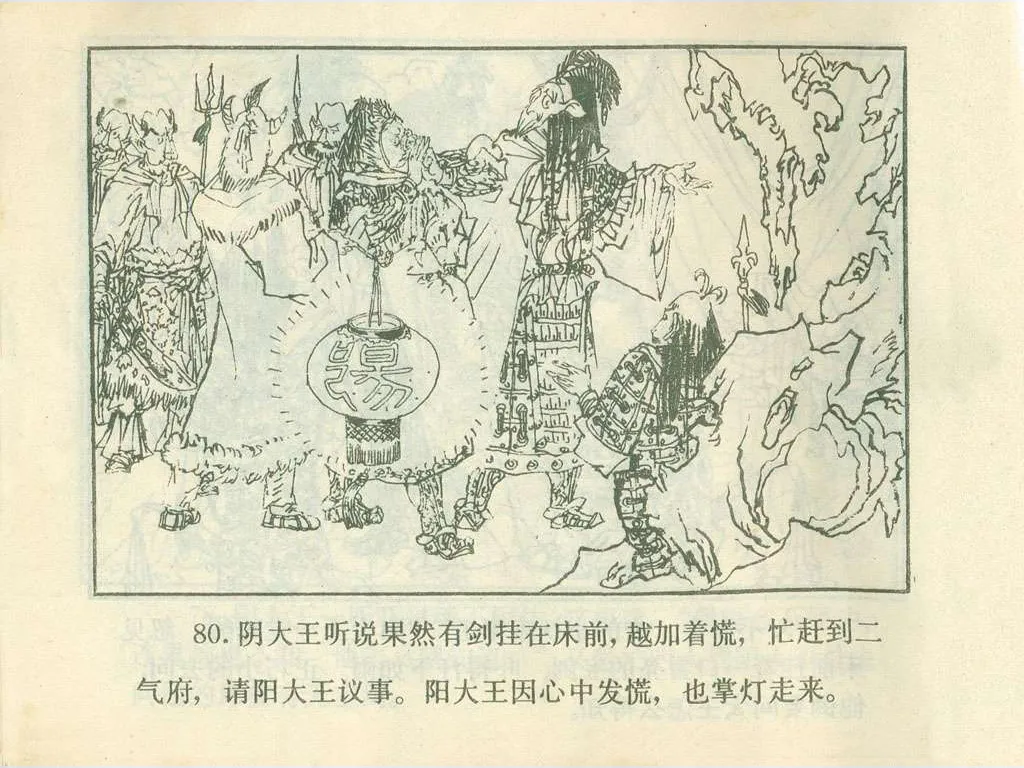 陽
80.阴大王听说果然有剑挂在床前,越加着慌,忙赶到二
气府,请阳大王议事。阳大王因心中发慌,也掌灯走来。